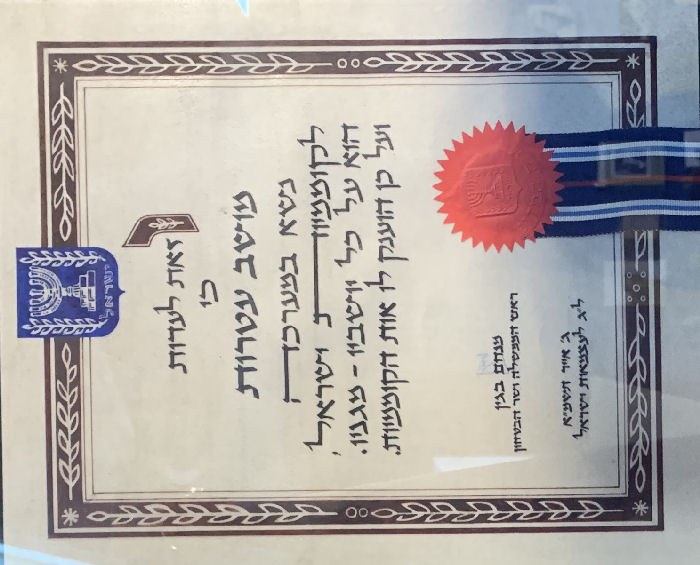 ישראל
זאת לעדות
כי
מושב עטרות
נשא במערכה
לקוממיות ישראל,
הוא על כל יושביו - מגניו.
ועל כן הוענק לו אות הקוממיות.
מנחם בגין
ראש הממשלה ושר הבטחון
ג' אייר תשמ"א
ל"ג לעצמאות ישראל